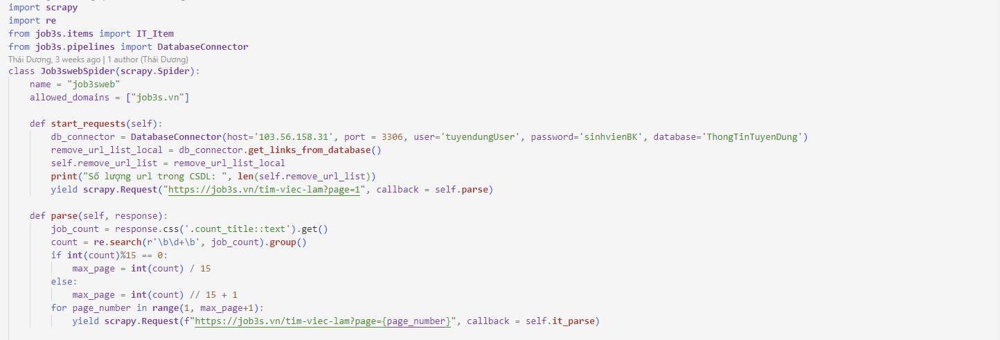 import scrapy
import re
from job3s.items import IT_Item
from job3s.pipelines import DatabaseConnector
Thái Dương, 3 weeks ago | 1 author (Thái Dương)
class Job3swebSpider(scrapy.Spider):
    name = "job3sweb"
    allowed_domains = ["job3s.vn"]

    def start_requests(self):
        db_connector = DatabaseConnector(host='103.56.158.31', port = 3306, user='tuyendungUser', password='sinhvienBK', database='ThongTinTuyenDung')
        remove_url_list_local = db_connector.get_links_from_database()
        self.remove_url_list = remove_url_list_local
        print("Số lượng url trong CSDL: ", len(self.remove_url_list))
        yield scrapy.Request("https://job3s.vn/tim-viec-lam?page=1", callback = self.parse)

    def parse(self, response):
        job_count = response.css('.count_title::text').get()
        count = re.search(r'\b\d+\b', job_count).group()
        if int(count)%15 == 0:
            max_page = int(count) / 15
        else:
            max_page = int(count) // 15 + 1
        for page_number in range(1, max_page+1):
            yield scrapy.Request(f"https://job3s.vn/tim-viec-lam?page={page_number}", callback = self.it_parse)